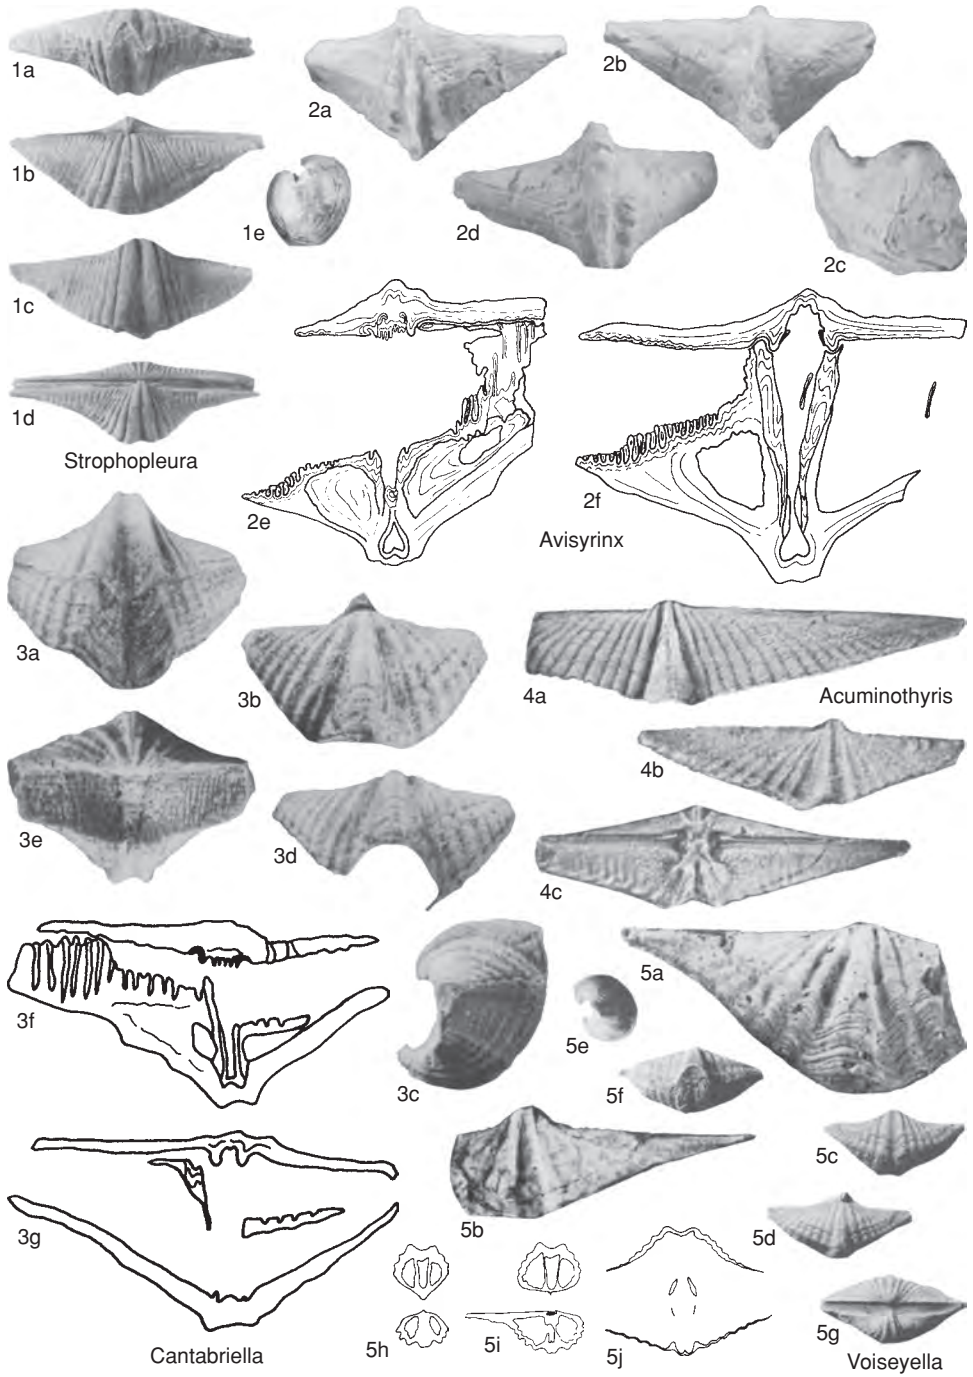 1a
2a
2b
1b
1e
2d
2c
1c
1d
Strophopleura
2e
2f
Avisyrinx
3a
3b
4a
Acuminothyris
4b
3e
3d
4c
3f
3c
5e
5a
5f
5c
5b
5d
3g
5h
5i
5j
5g
Cantabriella
Voiseyella